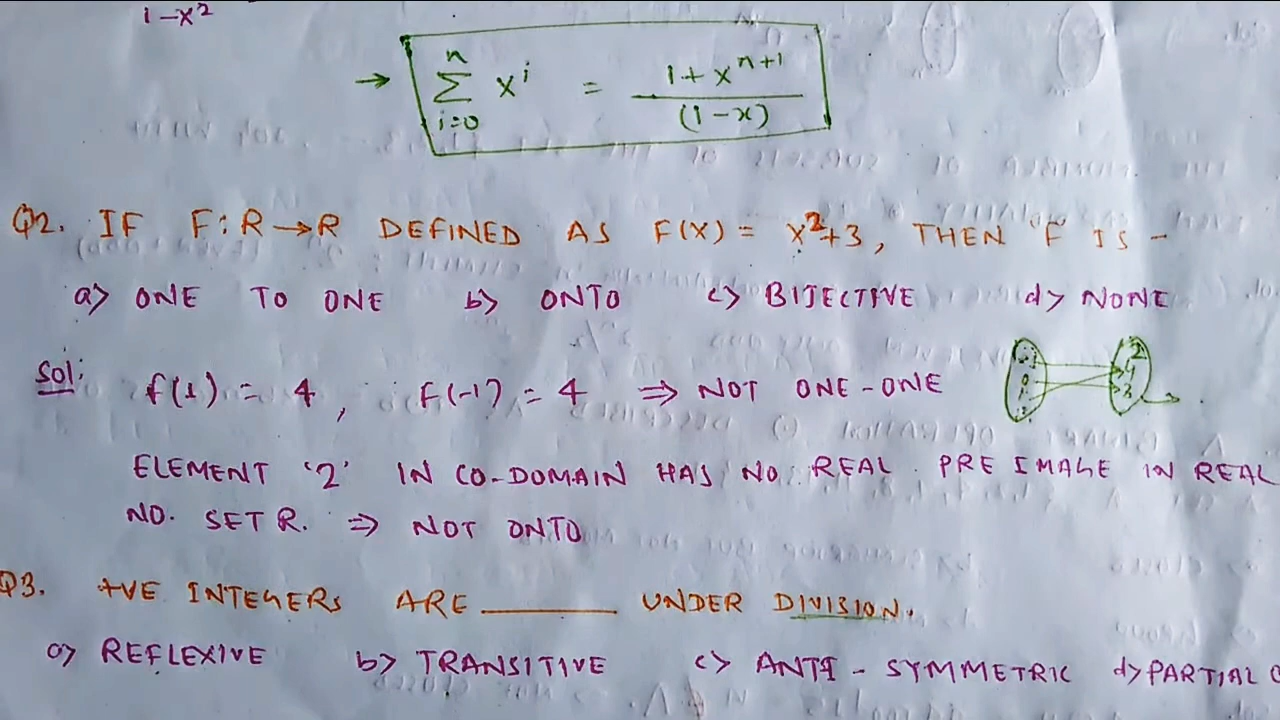 1-x²
→ ∑_{i=0}^{n} x^i = (1 + x^{n+1}) / (1-x)
Q2. IF F:R→R DEFINED AS F(X) = X²+3, THEN 'F' IS -
a> ONE TO ONE b> ONTO c> BIJECTIVE d> NONE
Sol: f(1) = 4, F(-1) = 4 ⇒ NOT ONE-ONE
ELEMENT '2' IN CO-DOMAIN HAS NO REAL PRE IMAGE IN REAL
NO. SET R. ⇒ NOT ONTO
Q3. +VE INTEGERS ARE ________ UNDER DIVISION.
a> REFLEXIVE b> TRANSITIVE c> ANTI - SYMMETRIC d> PARTIAL